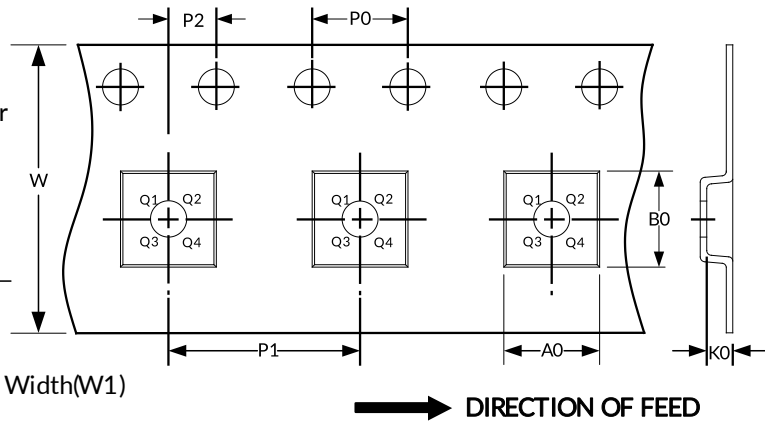 P2
P0
r
W
Q1 Q2
Q3 Q4
Q1 Q2
Q3 Q4
Q1 Q2
Q3 Q4
B0
P1
A0
K0
Width(W1)
DIRECTION OF FEED